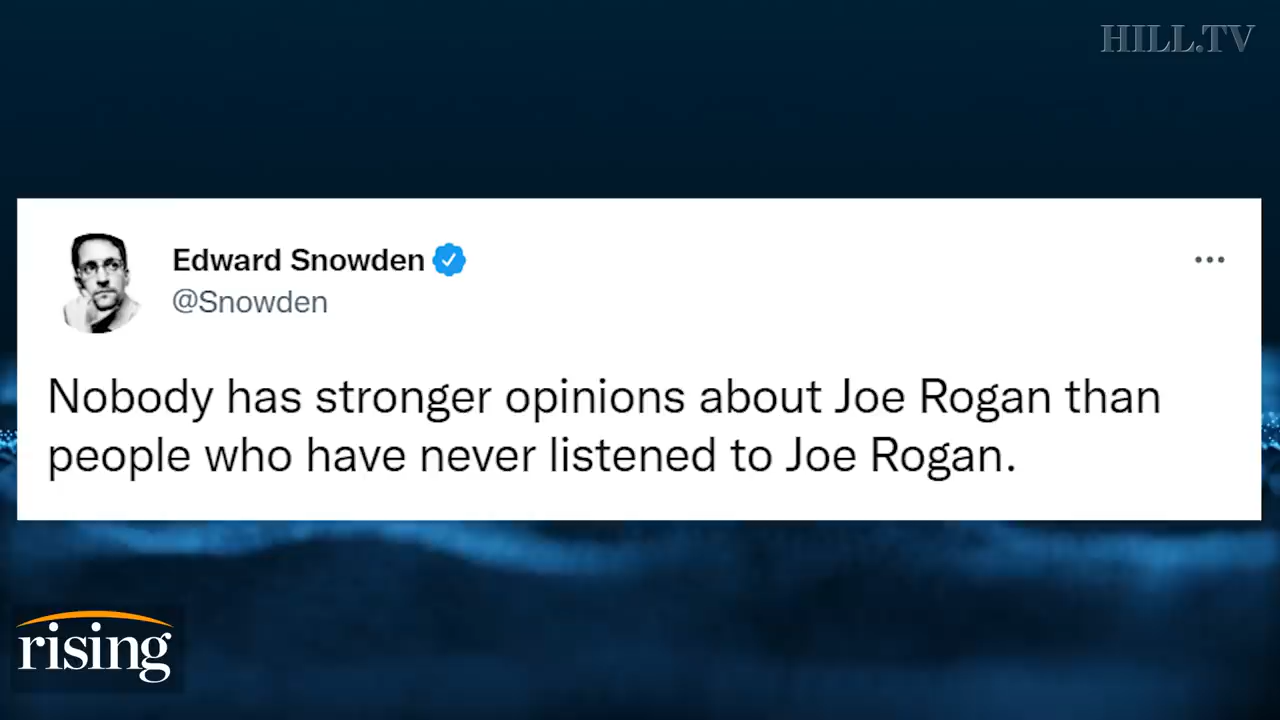 HILL.TV
Edward Snowden
@Snowden
Nobody has stronger opinions about Joe Rogan than
people who have never listened to Joe Rogan.
rising